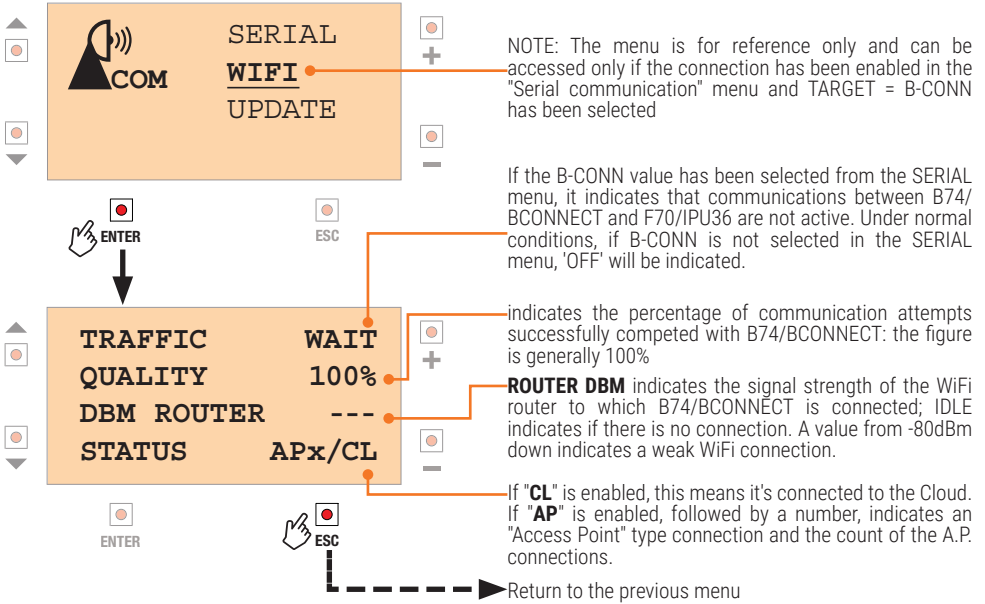 SERIAL
COM
WIFI
UPDATE
+
−
ENTER
ESC
NOTE: The menu is for reference only and can be
accessed only if the connection has been enabled in the
"Serial communication" menu and TARGET = B-CONN
has been selected
If the B-CONN value has been selected from the SERIAL
menu, it indicates that communications between B74/
BCONNECT and F70/IPU36 are not active. Under normal
conditions, if B-CONN is not selected in the SERIAL
menu, 'OFF' will be indicated.
TRAFFIC WAIT
QUALITY 100%
DBM ROUTER ---
STATUS APx/CL
+
−
ENTER
ESC
indicates the percentage of communication attempts
successfully competed with B74/BCONNECT: the figure
is generally 100%
ROUTER DBM indicates the signal strength of the WiFi
router to which B74/BCONNECT is connected; IDLE
indicates if there is no connection. A value from -80dBm
down indicates a weak WiFi connection.
If "CL" is enabled, this means it's connected to the Cloud.
If "AP" is enabled, followed by a number, indicates an
"Access Point" type connection and the count of the A.P.
connections.
Return to the previous menu